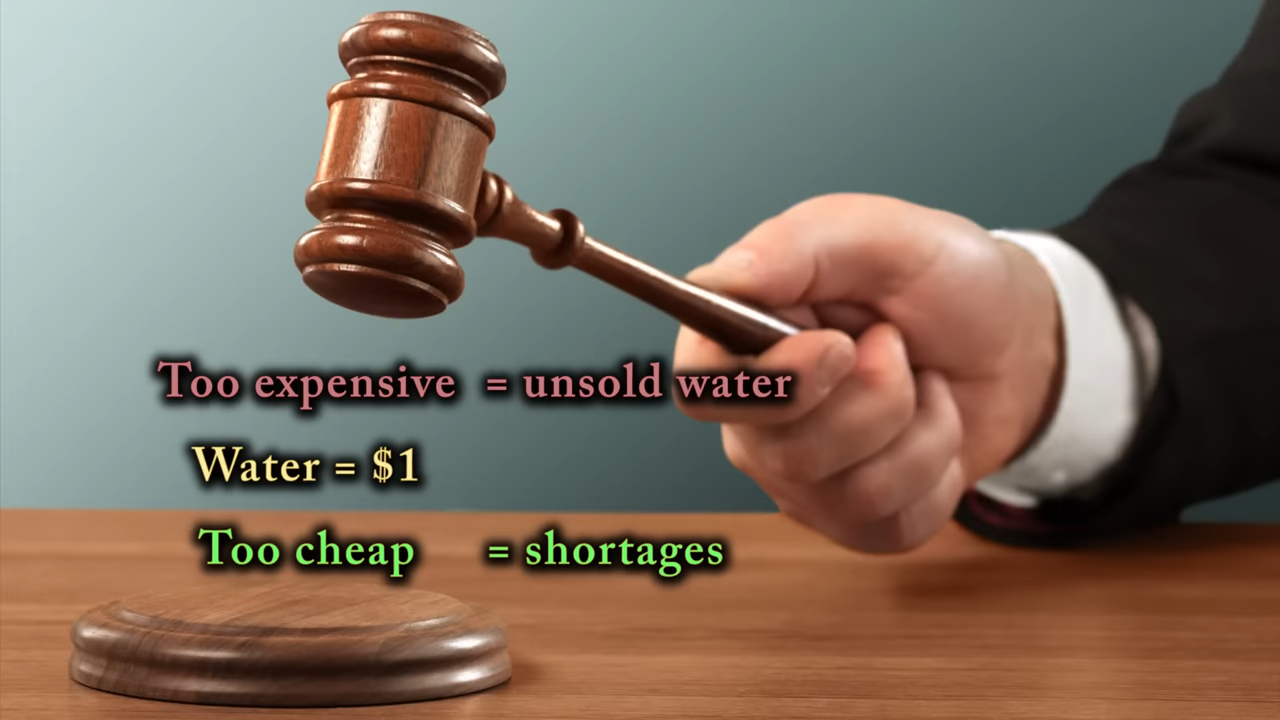 Too expensive = unsold water
Water = $1
Too cheap = shortages